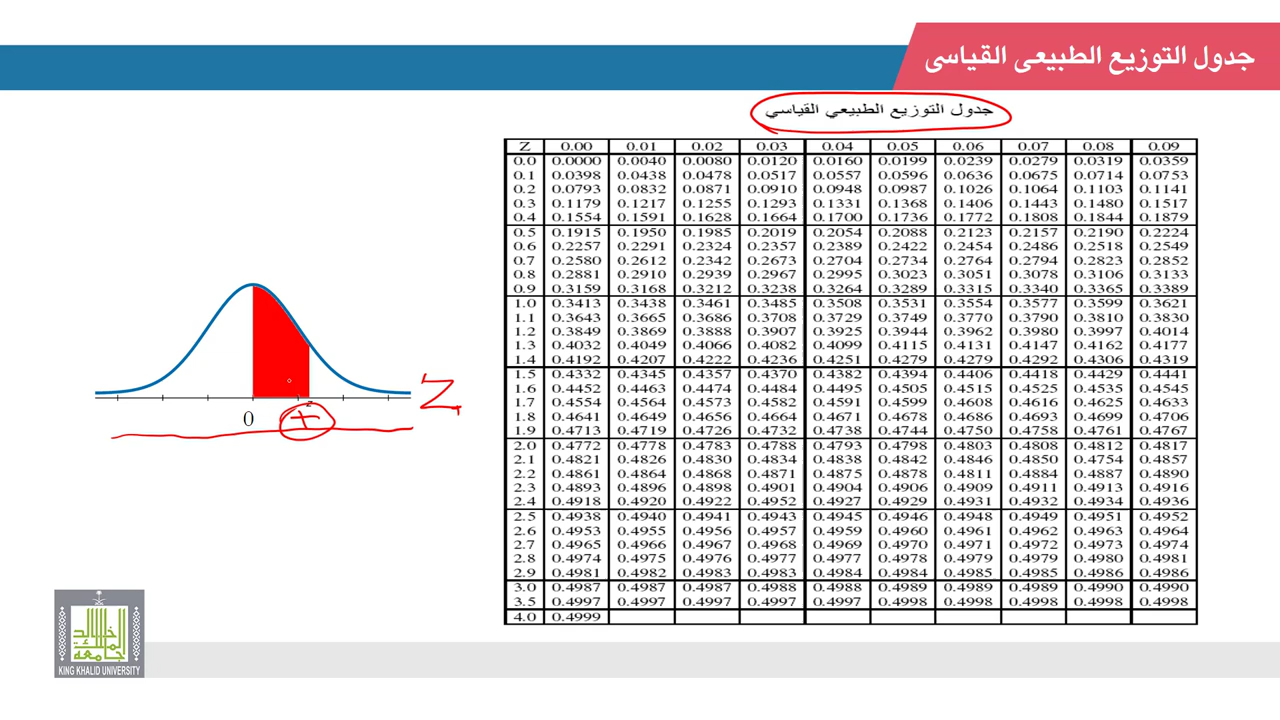 جدول التوزيع الطبيعى القياسى
جدول التوزيع الطبيعي القياسي
Z 0.00 0.01 0.02 0.03 0.04 0.05 0.06 0.07 0.08 0.09
0.0 0.0000 0.0040 0.0080 0.0120 0.0160 0.0199 0.0239 0.0279 0.0319 0.0359
0.1 0.0398 0.0438 0.0478 0.0517 0.0557 0.0596 0.0636 0.0675 0.0714 0.0753
0.2 0.0793 0.0832 0.0871 0.0910 0.0948 0.0987 0.1026 0.1064 0.1103 0.1141
0.3 0.1179 0.1217 0.1255 0.1293 0.1331 0.1368 0.1406 0.1443 0.1480 0.1517
0.4 0.1554 0.1591 0.1628 0.1664 0.1700 0.1736 0.1772 0.1808 0.1844 0.1879
0.5 0.1915 0.1950 0.1985 0.2019 0.2054 0.2088 0.2123 0.2157 0.2190 0.2224
0.6 0.2257 0.2291 0.2324 0.2357 0.2389 0.2422 0.2454 0.2486 0.2518 0.2549
0.7 0.2580 0.2612 0.2342 0.2673 0.2704 0.2734 0.2764 0.2794 0.2823 0.2852
0.8 0.2881 0.2910 0.2939 0.2967 0.2995 0.3023 0.3051 0.3078 0.3106 0.3133
0.9 0.3159 0.3168 0.3212 0.3238 0.3264 0.3289 0.3315 0.3340 0.3365 0.3389
1.0 0.3413 0.3438 0.3461 0.3485 0.3508 0.3531 0.3554 0.3577 0.3599 0.3621
1.1 0.3643 0.3665 0.3686 0.3708 0.3729 0.3749 0.3770 0.3790 0.3810 0.3830
1.2 0.3849 0.3869 0.3888 0.3907 0.3925 0.3944 0.3962 0.3980 0.3997 0.4014
1.3 0.4032 0.4049 0.4066 0.4082 0.4099 0.4115 0.4131 0.4147 0.4162 0.4177
1.4 0.4192 0.4207 0.4222 0.4236 0.4251 0.4279 0.4279 0.4292 0.4306 0.4319
1.5 0.4332 0.4345 0.4357 0.4370 0.4382 0.4394 0.4406 0.4418 0.4429 0.4441
1.6 0.4452 0.4463 0.4474 0.4484 0.4495 0.4505 0.4515 0.4525 0.4535 0.4545
1.7 0.4554 0.4564 0.4573 0.4582 0.4591 0.4599 0.4608 0.4616 0.4625 0.4633
1.8 0.4641 0.4649 0.4656 0.4664 0.4671 0.4678 0.4686 0.4693 0.4699 0.4706
1.9 0.4713 0.4719 0.4726 0.4732 0.4738 0.4744 0.4750 0.4758 0.4761 0.4767
2.0 0.4772 0.4778 0.4783 0.4788 0.4793 0.4798 0.4803 0.4808 0.4812 0.4817
2.1 0.4821 0.4826 0.4830 0.4834 0.4838 0.4842 0.4846 0.4850 0.4754 0.4857
2.2 0.4861 0.4864 0.4868 0.4871 0.4875 0.4878 0.4811 0.4884 0.4887 0.4890
2.3 0.4893 0.4896 0.4898 0.4901 0.4904 0.4906 0.4909 0.4911 0.4913 0.4916
2.4 0.4918 0.4920 0.4922 0.4952 0.4927 0.4929 0.4931 0.4932 0.4934 0.4936
2.5 0.4938 0.4940 0.4941 0.4943 0.4945 0.4946 0.4948 0.4949 0.4951 0.4952
2.6 0.4953 0.4955 0.4956 0.4957 0.4959 0.4960 0.4961 0.4962 0.4963 0.4964
2.7 0.4965 0.4966 0.4967 0.4968 0.4969 0.4970 0.4971 0.4972 0.4973 0.4974
2.8 0.4974 0.4975 0.4976 0.4977 0.4977 0.4978 0.4979 0.4979 0.4980 0.4981
2.9 0.4981 0.4982 0.4983 0.4983 0.4984 0.4984 0.4985 0.4985 0.4986 0.4986
3.0 0.4987 0.4987 0.4987 0.4988 0.4988 0.4989 0.4989 0.4989 0.4990 0.4990
3.5 0.4997 0.4997 0.4997 0.4997 0.4997 0.4998 0.4998 0.4998 0.4998 0.4998
4.0 0.4999
Z
0 +
جامعة الملك خالد
KING KHALID UNIVERSITY